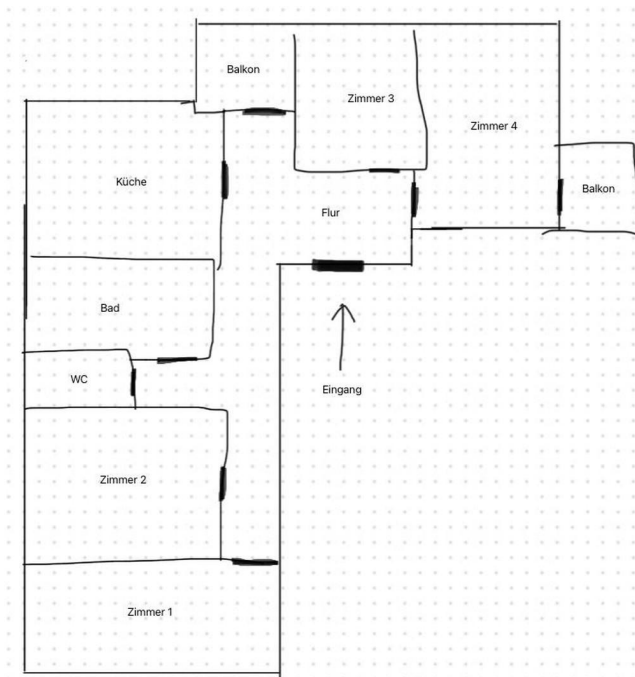 Balkon
Zimmer 3
Zimmer 4
Küche
Balkon
Flur
Bad
WC
Eingang
Zimmer 2
Zimmer 1